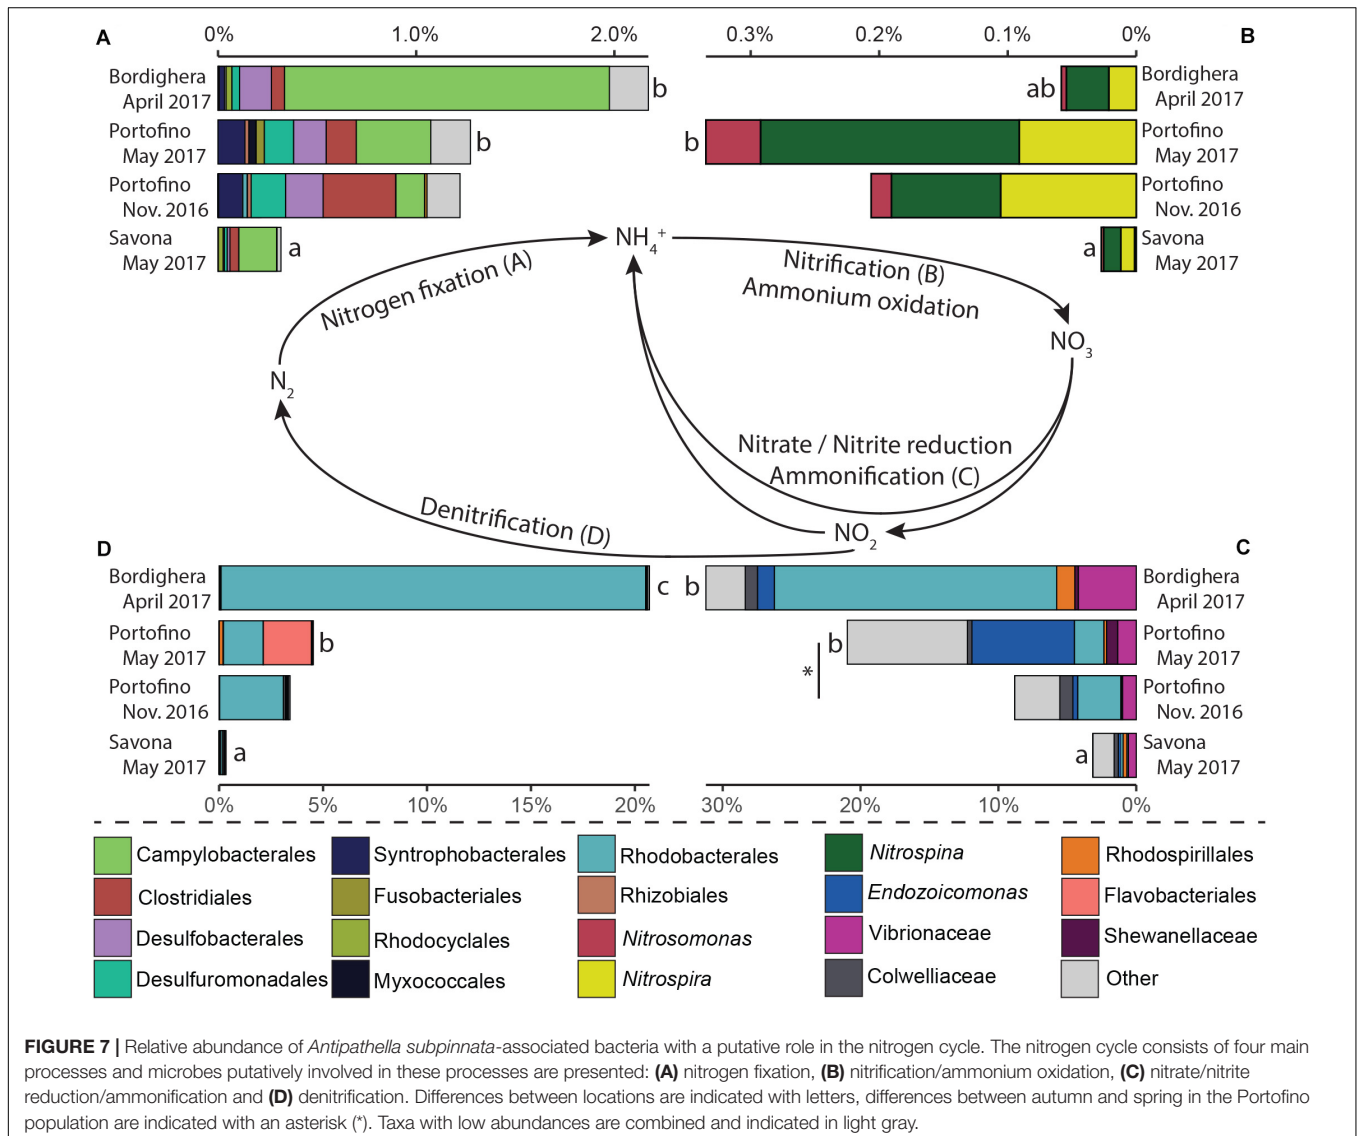 A
0% 1.0% 2.0%
Bordighera
April 2017
b
Portofino
May 2017
b
Portofino
Nov. 2016
Savona
May 2017
a
0.3% 0.2% 0.1% 0%
B
ab
Bordighera
April 2017
b
Portofino
May 2017
Portofino
Nov. 2016
a
Savona
May 2017
NH4+
Nitrogen fixation (A)
Nitrification (B)
Ammonium oxidation
NO3
N2
Nitrate / Nitrite reduction
Ammonification (C)
Denitrification (D)
NO2
D
Bordighera
April 2017
c
Portofino
May 2017
b
Portofino
Nov. 2016
Savona
May 2017
a
0% 5% 10% 15% 20%
C
b
Bordighera
April 2017
b
Portofino
May 2017
*
Portofino
Nov. 2016
a
Savona
May 2017
30% 20% 10% 0%
Campylobacterales
Clostridiales
Desulfobacterales
Desulfuromonadales
Syntrophobacterales
Fusobacteriales
Rhodocyclales
Myxococcales
Rhodobacterales
Rhizobiales
Nitrosomonas
Nitrospira
Nitrospina
Endozoicomonas
Vibrionaceae
Colwelliaceae
Rhodospirillales
Flavobacteriales
Shewanellaceae
Other
FIGURE 7 | Relative abundance of Antipathella subpinnata-associated bacteria with a putative role in the nitrogen cycle. The nitrogen cycle consists of four main
processes and microbes putatively involved in these processes are presented: (A) nitrogen fixation, (B) nitrification/ammonium oxidation, (C) nitrate/nitrite
reduction/ammonification and (D) denitrification. Differences between locations are indicated with letters, differences between autumn and spring in the Portofino
population are indicated with an asterisk (*). Taxa with low abundances are combined and indicated in light gray.